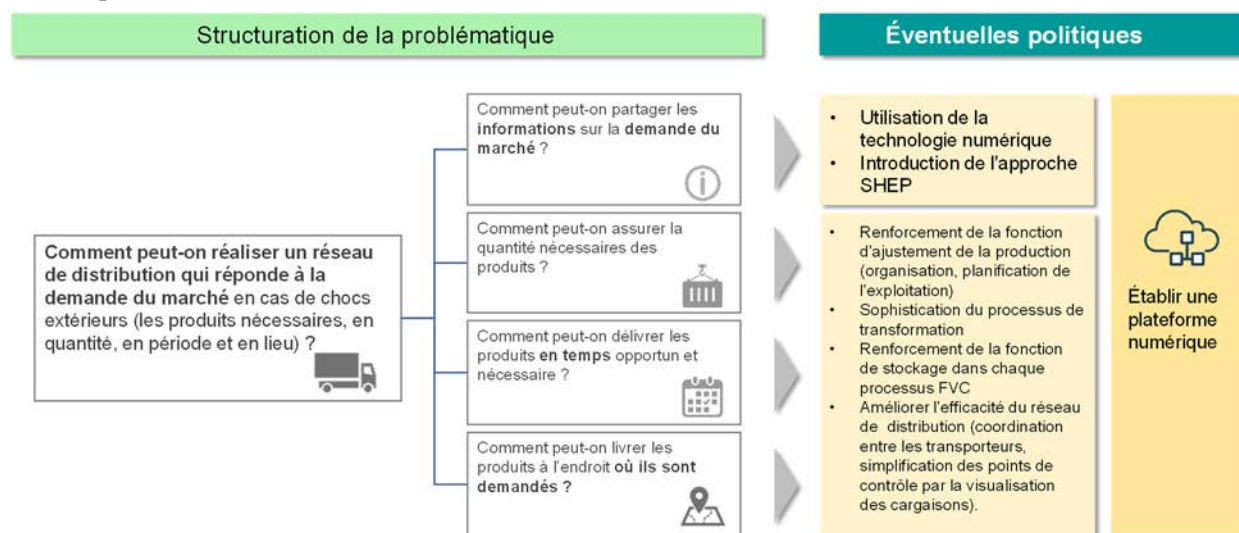 Structuration de la problématique
Éventuelles politiques
Comment peut-on réaliser un réseau
de distribution qui réponde à la
demande du marché en cas de chocs
extérieurs (les produits nécessaires, en
quantité, en période et en lieu) ?
Comment peut-on partager les
informations sur la demande du
marché ?
Comment peut-on assurer la
quantité nécessaires des
produits ?
Comment peut-on délivrer les
produits en temps opportun et
nécessaire ?
Comment peut-on livrer les
produits à l'endroit où ils sont
demandés ?
• Utilisation de la
technologie numérique
• Introduction de l'approche
SHEP
• Renforcement de la fonction
d'ajustement de la production
(organisation, planification de
l'exploitation)
• Sophistication du processus de
transformation
• Renforcement de la fonction
de stockage dans chaque
processus FVC
• Améliorer l'efficacité du réseau
de distribution (coordination
entre les transporteurs,
simplification des points de
contrôle par la visualisation
des cargaisons).
Établir une
plateforme
numérique